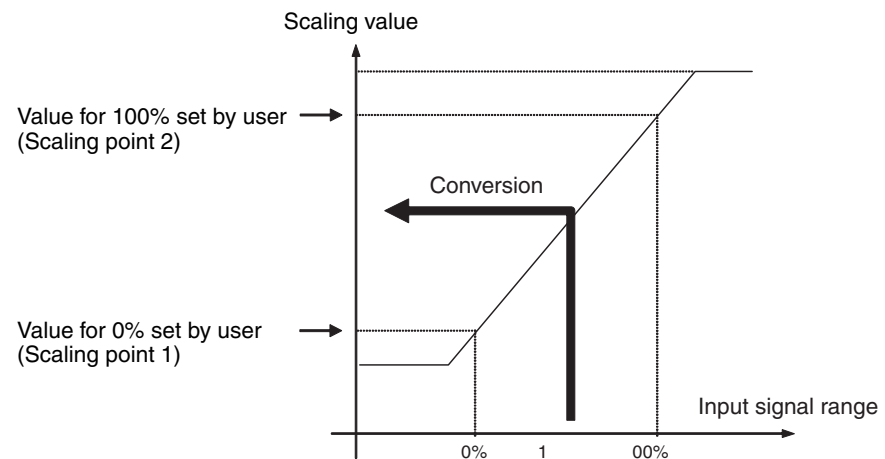 Scaling value
Value for 100% set by user
(Scaling point 2)
Conversion
Value for 0% set by user
(Scaling point 1)
Input signal range
0% 1 00%